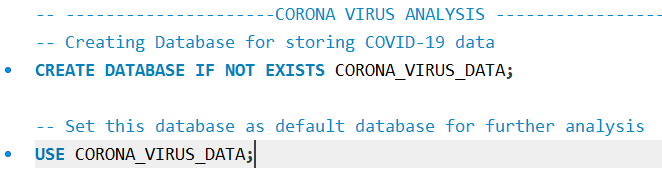 -- ---------------------CORONA VIRUS ANALYSIS -----------------
-- Creating Database for storing COVID-19 data
CREATE DATABASE IF NOT EXISTS CORONA_VIRUS_DATA;
-- Set this database as default database for further analysis
USE CORONA_VIRUS_DATA;